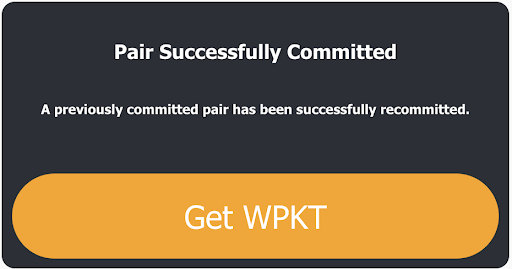 Pair Successfully Committed
A previously committed pair has been successfully recommitted.
Get WPKT